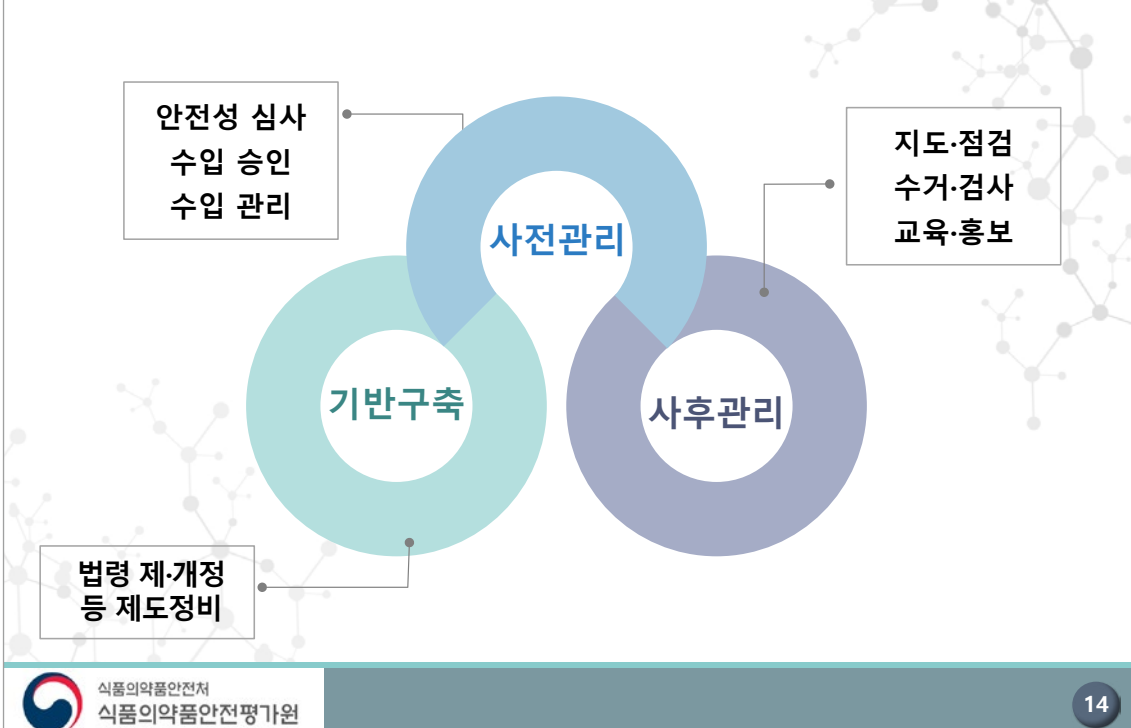 안전성 심사
수입 승인
수입 관리
지도·점검
수거·검사
교육·홍보
사전관리
기반구축
사후관리
법령 제·개정
등 제도정비
식품의약품안전처
식품의약품안전평가원
14